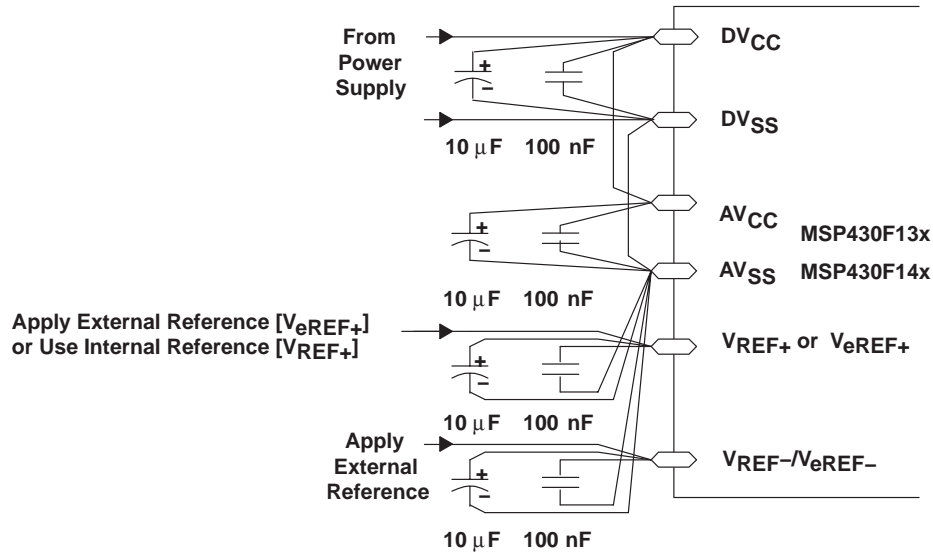 From
Power
Supply
+
−
10 μF 100 nF
DVCC
DVSS
+
−
10 μF 100 nF
AVCC
AVSS
MSP430F13x
MSP430F14x
Apply External Reference [VeREF+]
or Use Internal Reference [VREF+]
+
−
10 μF 100 nF
VREF+ or VeREF+
Apply
External
Reference
+
−
10 μF 100 nF
VREF−/VeREF−